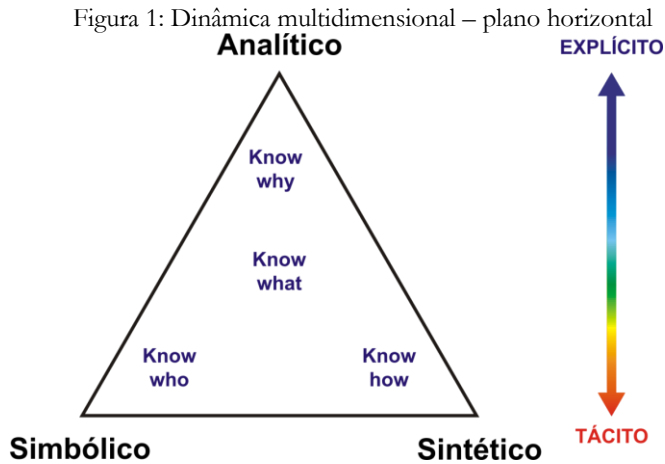 Figura 1: Dinâmica multidimensional – plano horizontal
Analítico
EXPLÍCITO
Know
why
Know
what
Know
who
Know
how
Simbólico
Sintético
TÁCITO